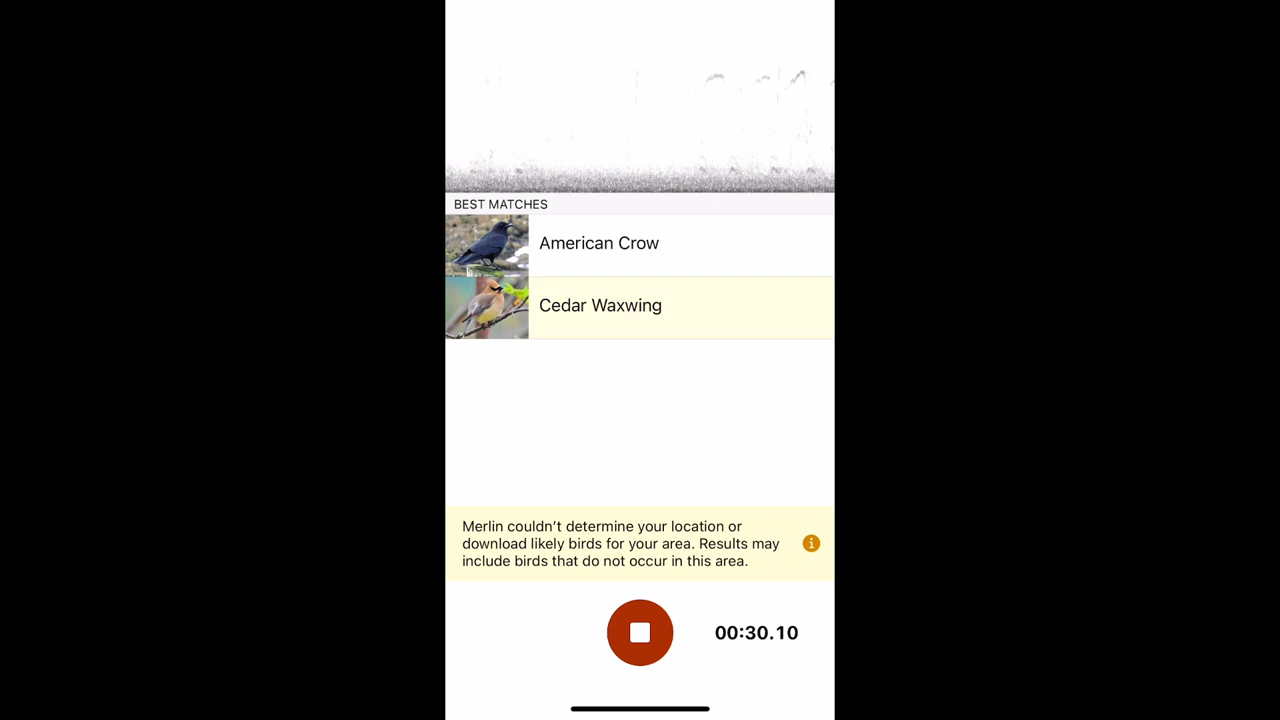 BEST MATCHES
American Crow
Cedar Waxwing
Merlin couldn't determine your location or
download likely birds for your area. Results may
include birds that do not occur in this area.
00:30.10